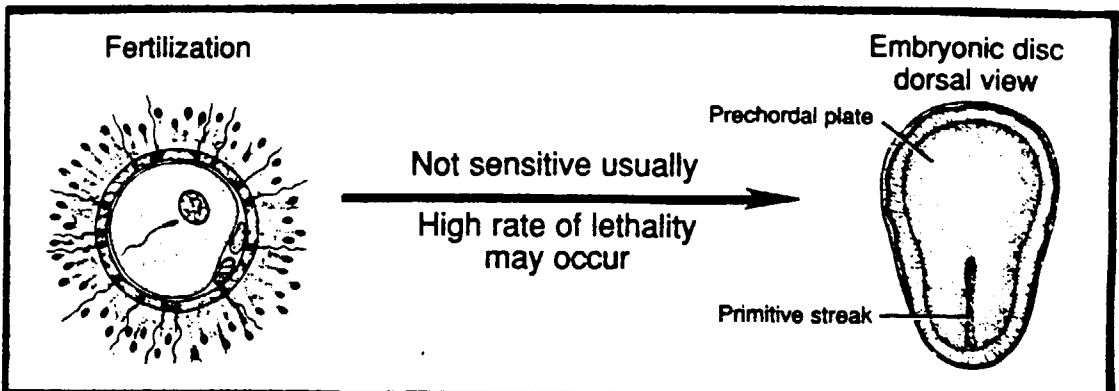 Fertilization
Not sensitive usually
High rate of lethality
may occur
Embryonic disc
dorsal view
Prechordal plate
Primitive streak